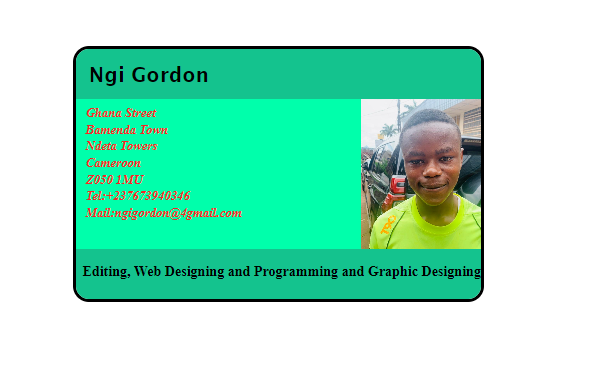 Ngi Gordon
Ghana Street
Bamenda Town
Ndeta Towers
Cameroon
Z050 1MU
Tel:+237673940346
Mail:ngigordon@4gmail.com
Editing, Web Designing and Programming and Graphic Designing